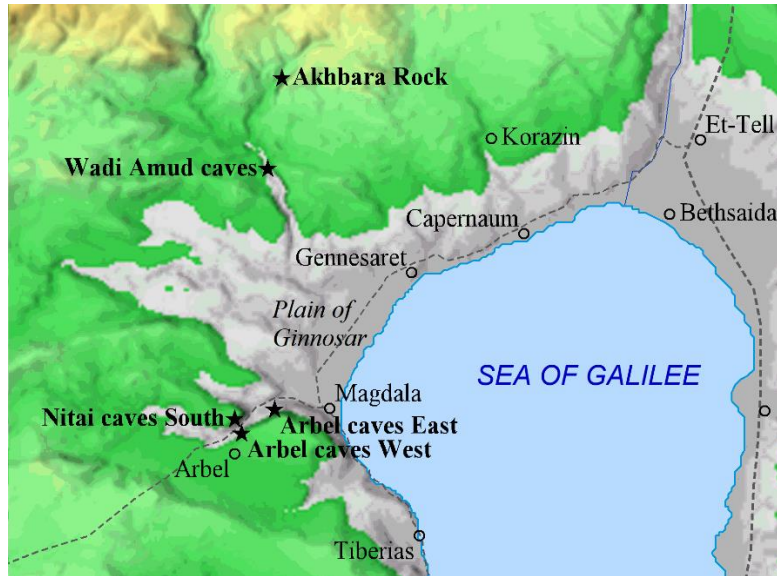 Akhbara Rock
Korazin
Et-Tell
Wadi Amud caves
Capernaum
Bethsaida
Gennesaret
Plain of
Ginnosar
SEA OF GALILEE
Magdala
Nitai caves South
Arbel caves East
Arbel caves West
Arbel
Tiberias